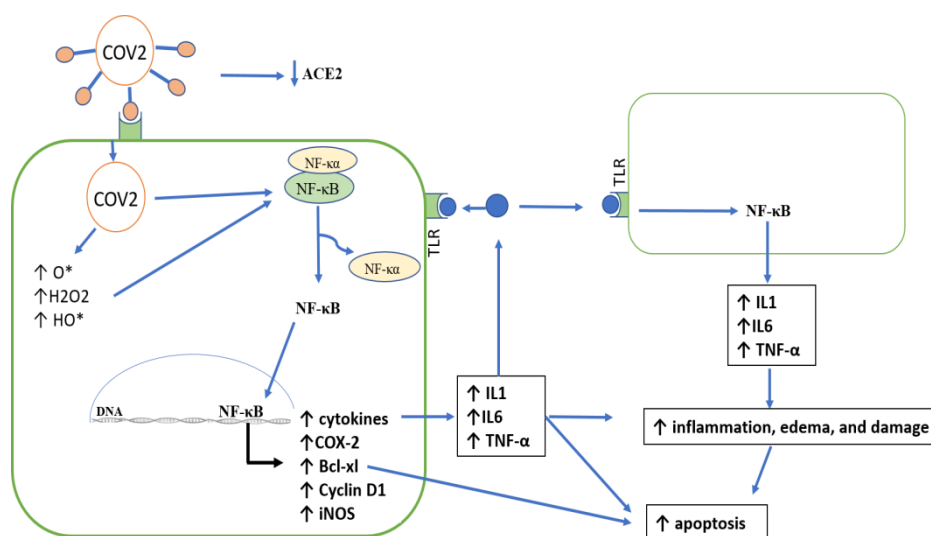 COV2
↓ ACE2
COV2
NF-κα
NF-κB
NF-κα
↑ O*
↑H2O2
↑ HO*
NF-κB
DNA
NF-κB
↑ cytokines
↑COX-2
↑ Bcl-xl
↑ Cyclin D1
↑ iNOS
TLR
↑ IL1
↑IL6
↑ TNF-α
TLR
NF-κB
↑ IL1
↑IL6
↑ TNF-α
↑ inflammation, edema, and damage
↑ apoptosis